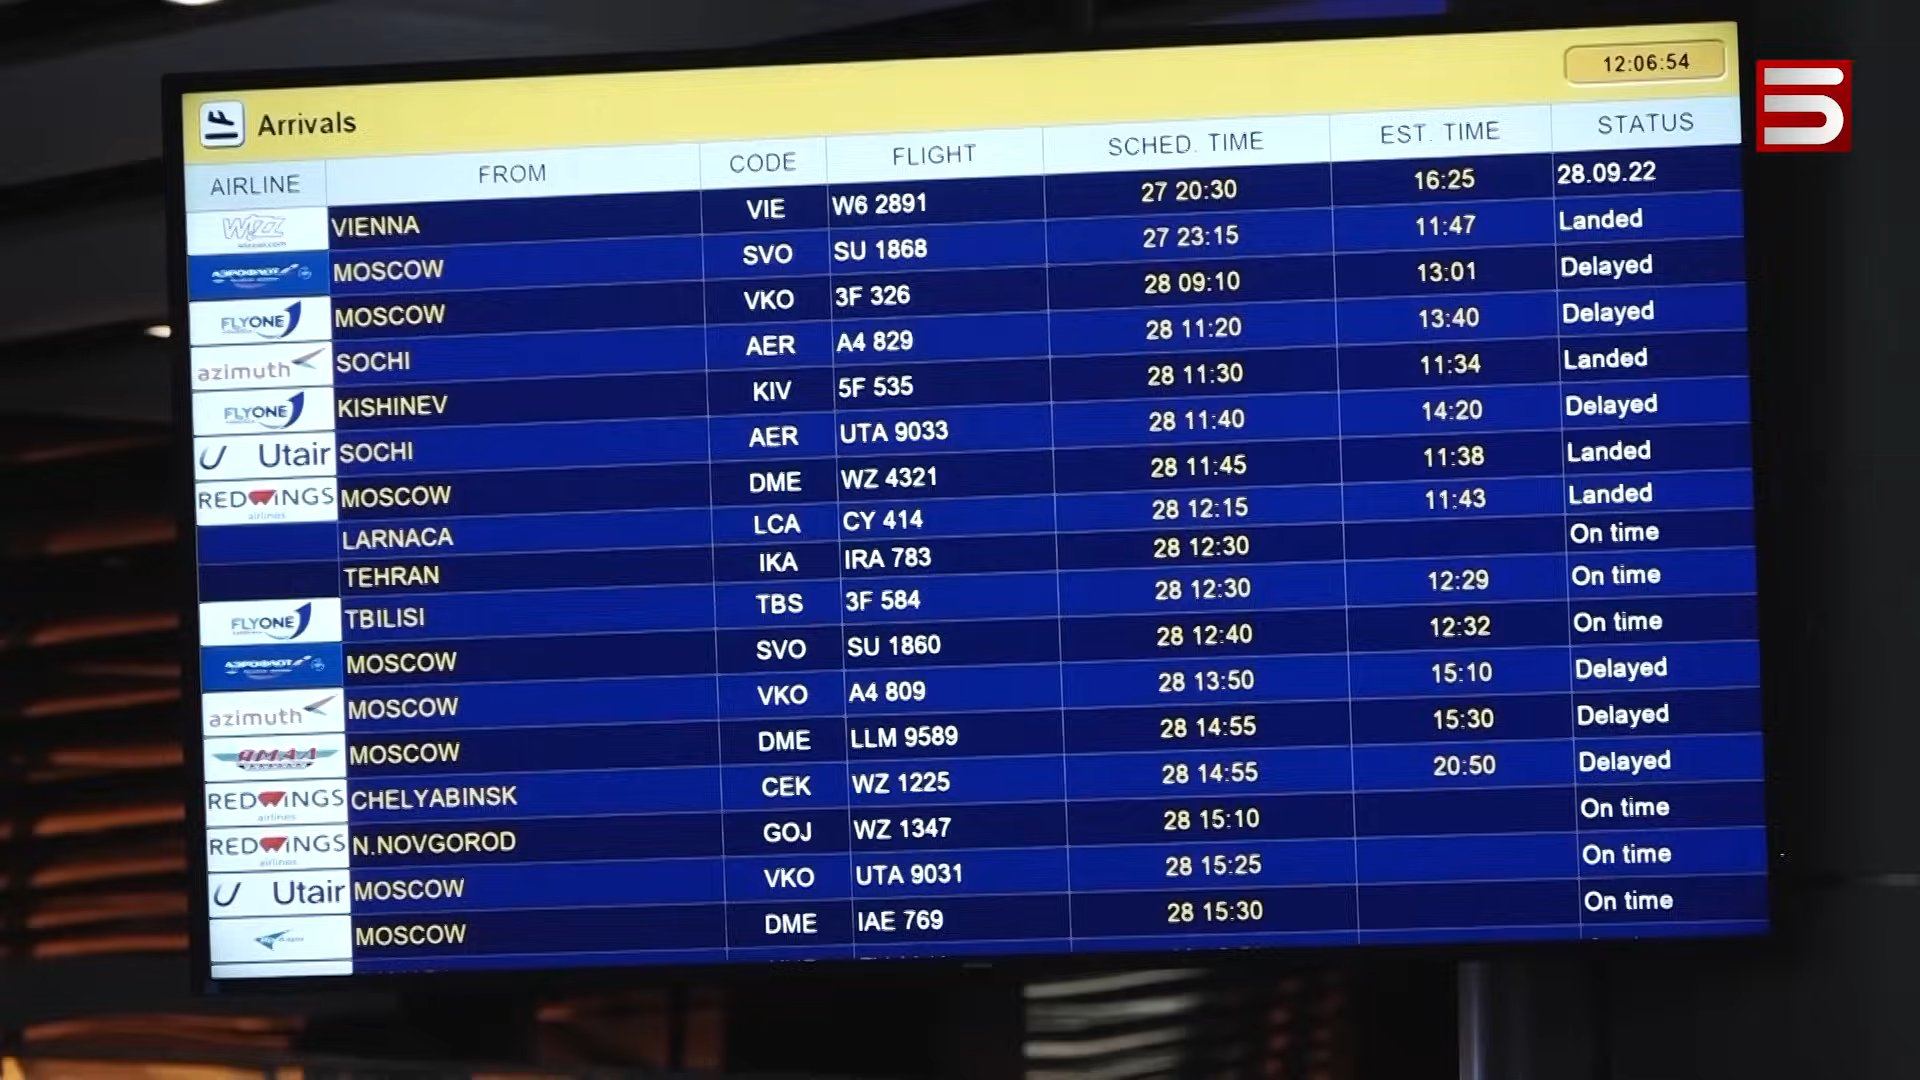 12:06:54
Arrivals
AIRLINE FROM CODE FLIGHT SCHED. TIME EST. TIME STATUS
Wizz VIENNA VIE W6 2891 27 20:30 16:25 28.09.22
АЭРОФЛОТ MOSCOW SVO SU 1868 27 23:15 11:47 Landed
FLYONE MOSCOW VKO 3F 326 28 09:10 13:01 Delayed
azimuth SOCHI AER A4 829 28 11:20 13:40 Delayed
FLYONE KISHINEV KIV 5F 535 28 11:30 11:34 Landed
Utair SOCHI AER UTA 9033 28 11:40 14:20 Delayed
REDWINGS airlines MOSCOW DME WZ 4321 28 11:45 11:38 Landed
LARNACA LCA CY 414 28 12:15 11:43 Landed
TEHRAN IKA IRA 783 28 12:30 On time
FLYONE TBILISI TBS 3F 584 28 12:30 12:29 On time
АЭРОФЛОТ MOSCOW SVO SU 1860 28 12:40 12:32 On time
azimuth MOSCOW VKO A4 809 28 13:50 15:10 Delayed
ЯМАЛ MOSCOW DME LLM 9589 28 14:55 15:30 Delayed
REDWINGS airlines CHELYABINSK CEK WZ 1225 28 14:55 20:50 Delayed
REDWINGS airlines N.NOVGOROD GOJ WZ 1347 28 15:10 On time
Utair MOSCOW VKO UTA 9031 28 15:25 On time
MOSCOW DME IAE 769 28 15:30 On time
5